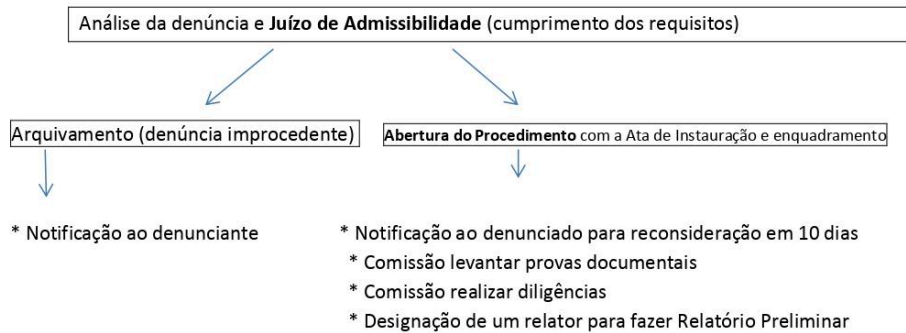 Análise da denúncia e Juízo de Admissibilidade (cumprimento dos requisitos)
Arquivamento (denúncia improcedente)
Abertura do Procedimento com a Ata de Instauração e enquadramento
* Notificação ao denunciante
* Notificação ao denunciado para reconsideração em 10 dias
* Comissão levantar provas documentais
* Comissão realizar diligências
* Designação de um relator para fazer Relatório Preliminar